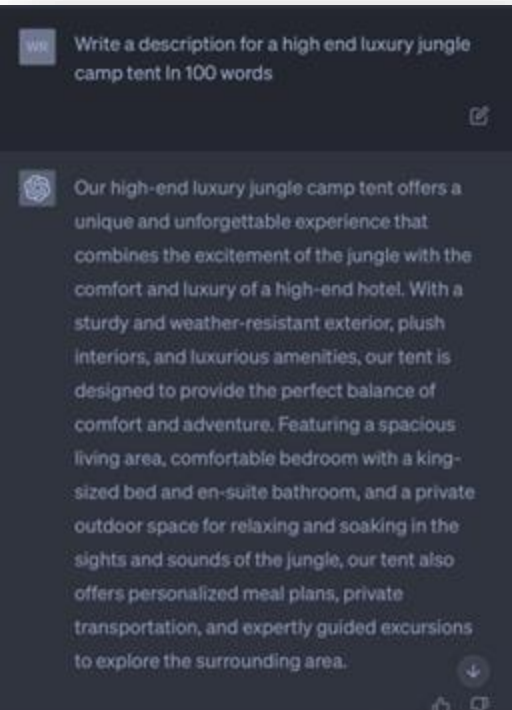 WR
Write a description for a high end luxury jungle
camp tent In 100 words
Our high-end luxury jungle camp tent offers a
unique and unforgettable experience that
combines the excitement of the jungle with the
comfort and luxury of a high-end hotel. With a
sturdy and weather-resistant exterior, plush
interiors, and luxurious amenities, our tent is
designed to provide the perfect balance of
comfort and adventure. Featuring a spacious
living area, comfortable bedroom with a king-
sized bed and en-suite bathroom, and a private
outdoor space for relaxing and soaking in the
sights and sounds of the jungle, our tent also
offers personalized meal plans, private
transportation, and expertly guided excursions
to explore the surrounding area.